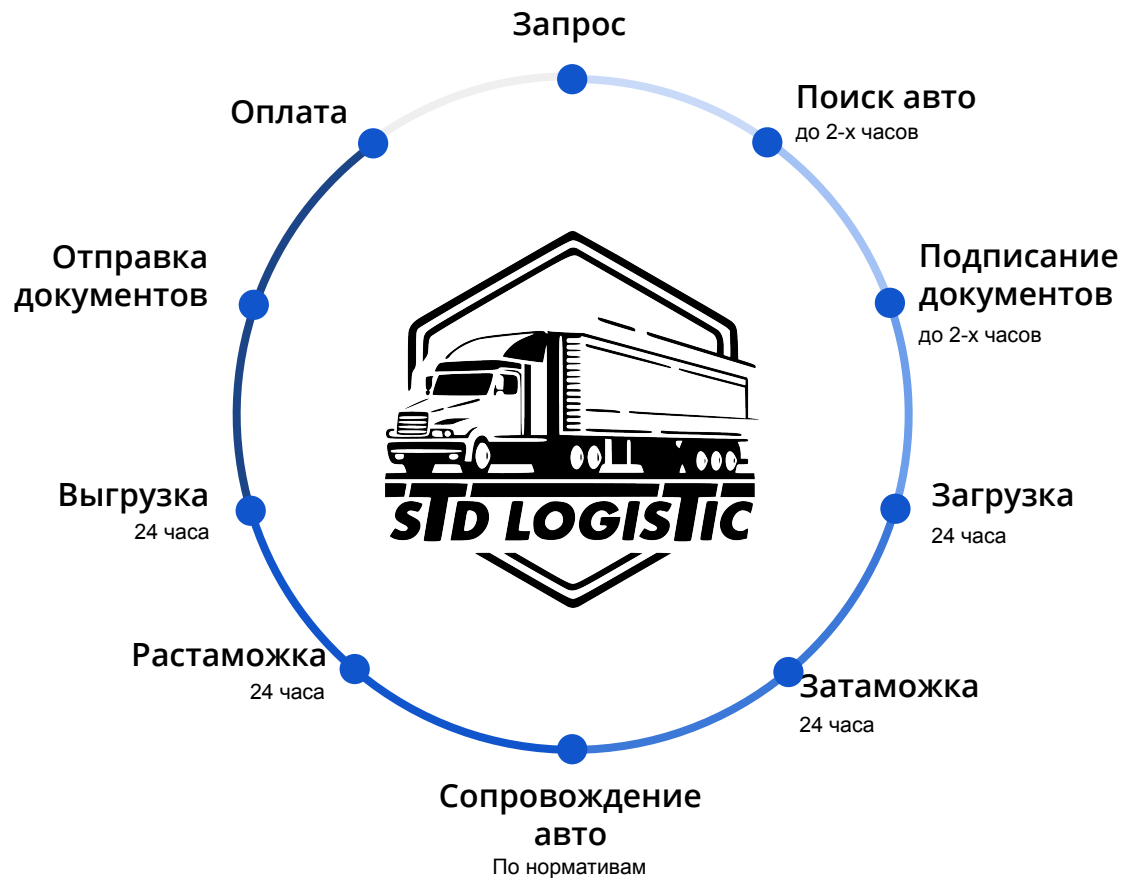 Запрос
Поиск авто
до 2-х часов
Подписание
документов
до 2-х часов
Загрузка
24 часа
Затаможка
24 часа
Сопровождение
авто
По нормативам
Растаможка
24 часа
Выгрузка
24 часа
Отправка
документов
Оплата
STD LOGISTIC